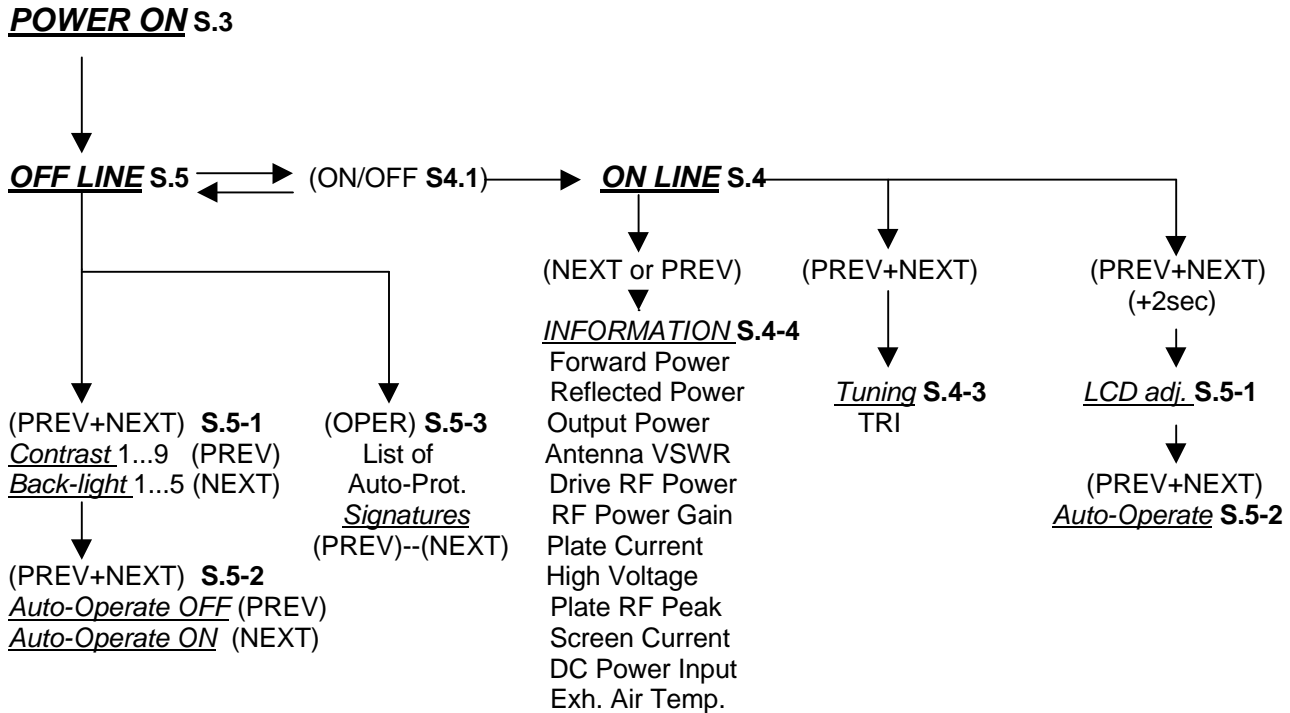 POWER ON S.3
OFF LINE S.5 (ON/OFF S4.1) ON LINE S.4
(PREV+NEXT) S.5-1
Contrast 1...9 (PREV)
Back-light 1...5 (NEXT)
(PREV+NEXT) S.5-2
Auto-Operate OFF (PREV)
Auto-Operate ON (NEXT)
(OPER) S.5-3
List of
Auto-Prot.
Signatures
(PREV)--(NEXT)
(NEXT or PREV)
INFORMATION S.4-4
Forward Power
Reflected Power
Output Power
Antenna VSWR
Drive RF Power
RF Power Gain
Plate Current
High Voltage
Plate RF Peak
Screen Current
DC Power Input
Exh. Air Temp.
(PREV+NEXT)
Tuning S.4-3
TRI
(PREV+NEXT)
(+2sec)
LCD adj. S.5-1
(PREV+NEXT)
Auto-Operate S.5-2